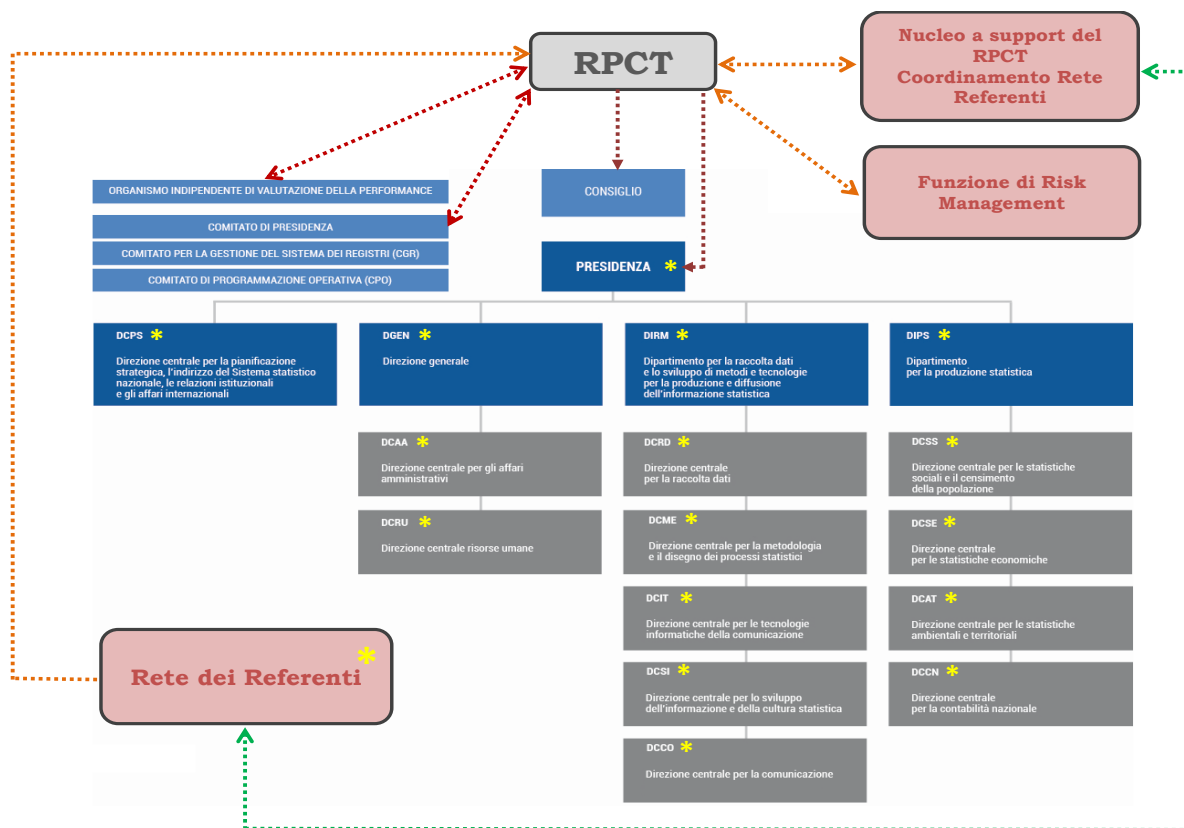 RPCT
Nucleo a support del
RPCT
Coordinamento Rete
Referenti
Funzione di Risk
Management
ORGANISMO INDIPENDENTE DI VALUTAZIONE DELLA PERFORMANCE
COMITATO DI PRESIDENZA
COMITATO PER LA GESTIONE DEL SISTEMA DEI REGISTRI (CGR)
COMITATO DI PROGRAMMAZIONE OPERATIVA (CPO)
CONSIGLIO
PRESIDENZA *
DCPS *
Direzione centrale per la pianificazione
strategica, l'indirizzo del Sistema statistico
nazionale, le relazioni istituzionali
e gli affari internazionali
DGEN *
Direzione generale
DIRM *
Dipartimento per la raccolta dati
e lo sviluppo di metodi e tecnologie
per la produzione e diffusione
dell'informazione statistica
DIPS *
Dipartimento
per la produzione statistica
DCAA *
Direzione centrale per gli affari
amministrativi
DCRU *
Direzione centrale risorse umane
DCRD *
Direzione centrale
per la raccolta dati
DCME *
Direzione centrale per la metodologia
e il disegno dei processi statistici
DCIT *
Direzione centrale per le tecnologie
informatiche della comunicazione
DCSI *
Direzione centrale per lo sviluppo
dell'informazione e della cultura statistica
DCCO *
Direzione centrale per la comunicazione
DCSS *
Direzione centrale per le statistiche
sociali e il censimento
della popolazione
DCSE *
Direzione centrale
per le statistiche economiche
DCAT *
Direzione centrale per le statistiche
ambientali e territoriali
DCCN *
Direzione centrale
per la contabilità nazionale
Rete dei Referenti *